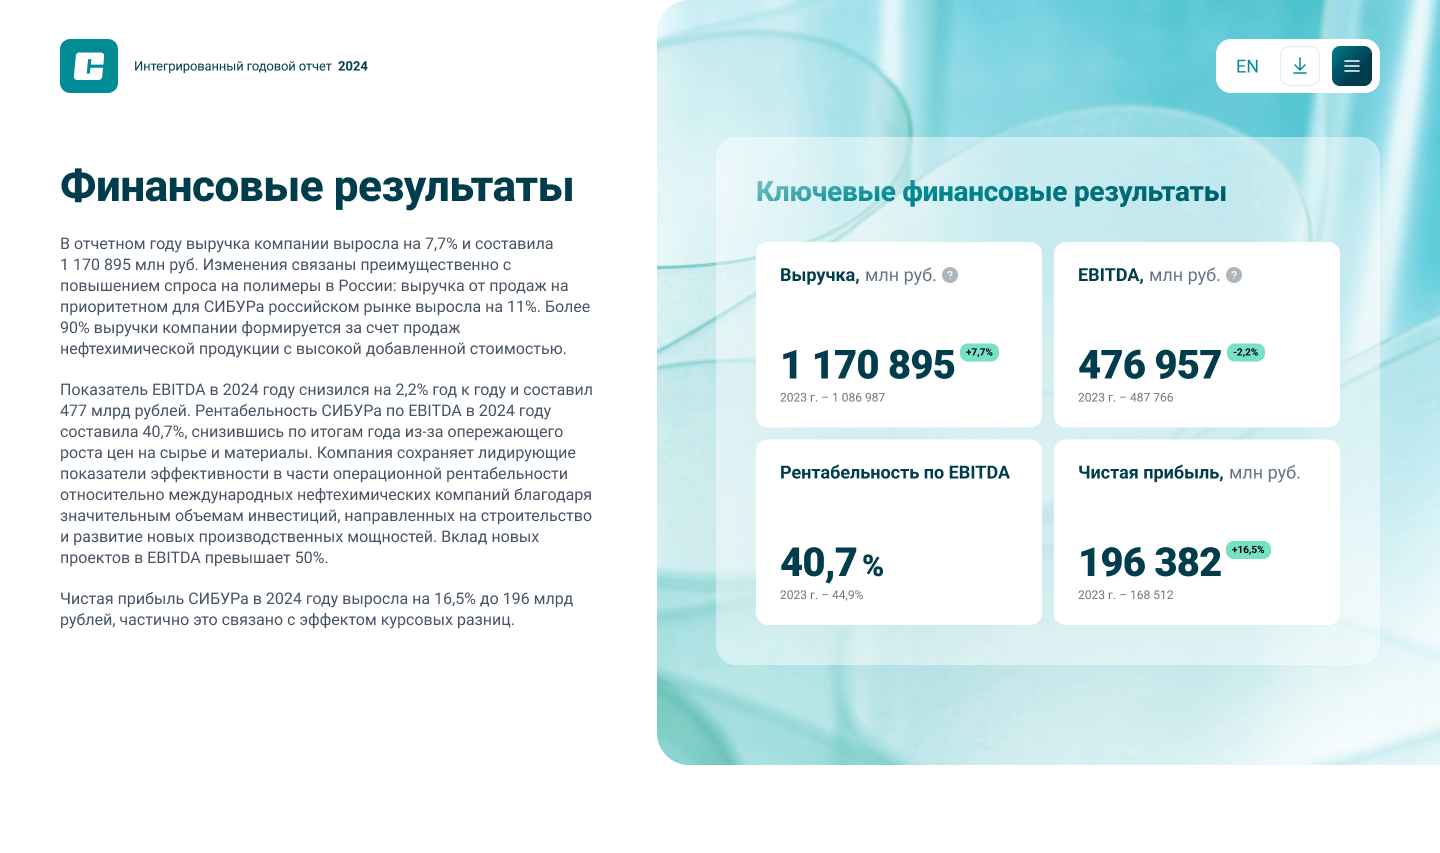 Интегрированный годовой отчет 2024
EN
Финансовые результаты
В отчетном году выручка компании выросла на 7,7% и составила
1 170 895 млн руб. Изменения связаны преимущественно с
повышением спроса на полимеры в России: выручка от продаж на
приоритетном для СИБУРа российском рынке выросла на 11%. Более
90% выручки компании формируется за счет продаж
нефтехимической продукции с высокой добавленной стоимостью.
Показатель EBITDA в 2024 году снизился на 2,2% год к году и составил
477 млрд рублей. Рентабельность СИБУРа по EBITDA в 2024 году
составила 40,7%, снизившись по итогам года из-за опережающего
роста цен на сырье и материалы. Компания сохраняет лидирующие
показатели эффективности в части операционной рентабельности
относительно международных нефтехимических компаний благодаря
значительным объемам инвестиций, направленных на строительство
и развитие новых производственных мощностей. Вклад новых
проектов в EBITDA превышает 50%.
Чистая прибыль СИБУРа в 2024 году выросла на 16,5% до 196 млрд
рублей, частично это связано с эффектом курсовых разниц.
Ключевые финансовые результаты
Выручка, млн руб. ?
1 170 895 +7,7%
2023 г. – 1 086 987
EBITDA, млн руб. ?
476 957 -2,2%
2023 г. – 487 766
Рентабельность по EBITDA
40,7 %
2023 г. – 44,9%
Чистая прибыль, млн руб.
196 382 +16,5%
2023 г. – 168 512